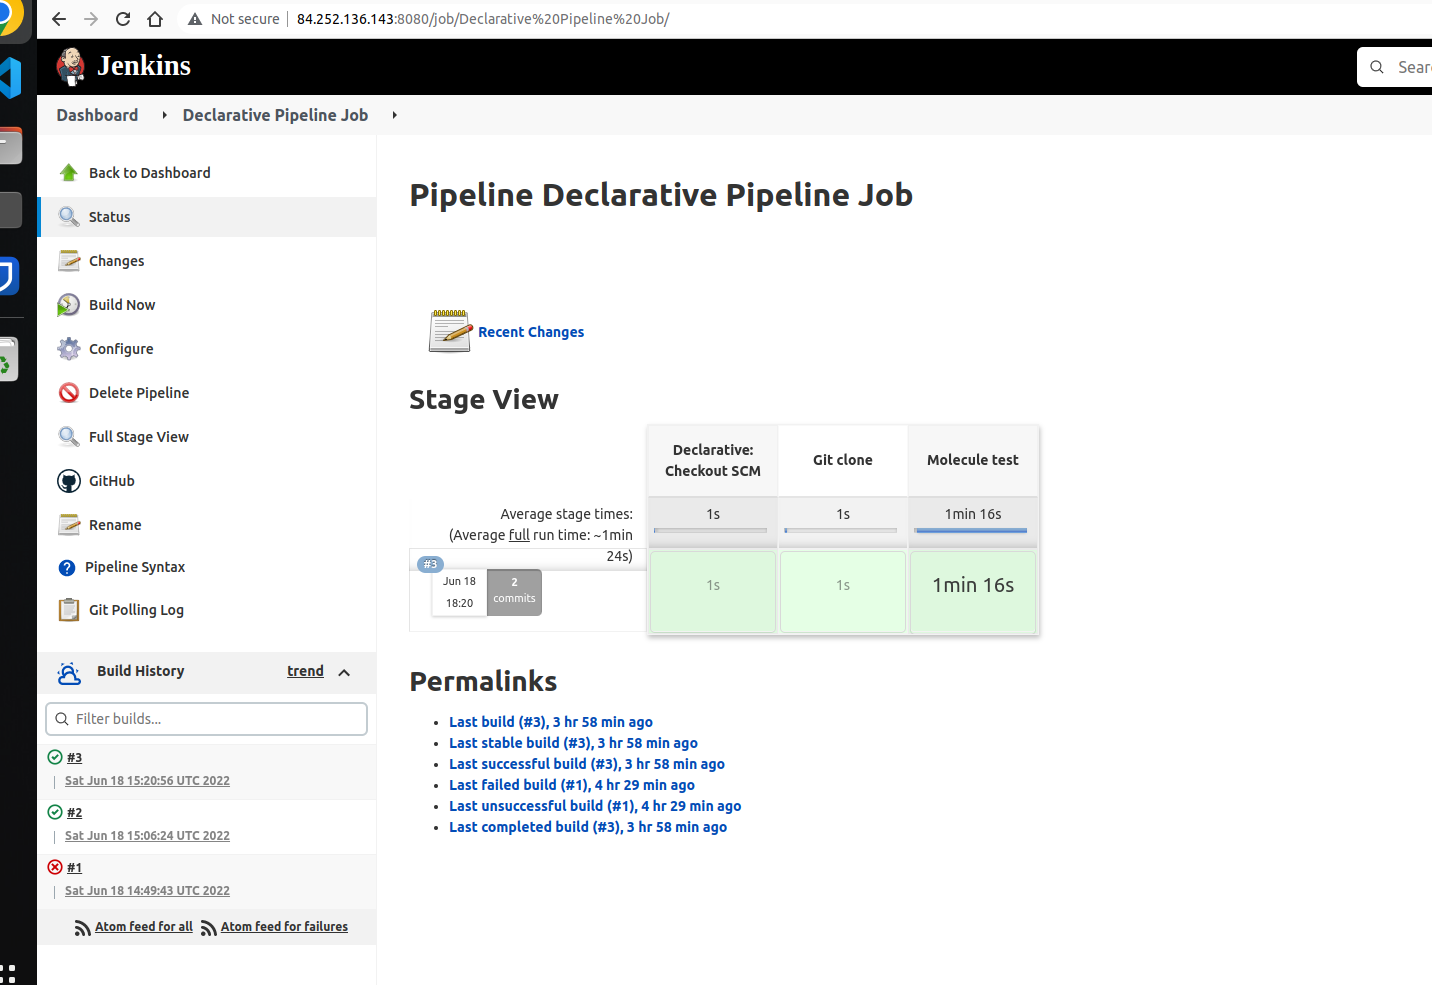 Not secure 84.252.136.143:8080/job/Declarative%20Pipeline%20Job/
Jenkins
Sear
Dashboard Declarative Pipeline Job
Back to Dashboard
Status
Changes
Build Now
Configure
Delete Pipeline
Full Stage View
GitHub
Rename
Pipeline Syntax
Git Polling Log
Build History trend
Filter builds...
#3
Sat Jun 18 15:20:56 UTC 2022
#2
Sat Jun 18 15:06:24 UTC 2022
#1
Sat Jun 18 14:49:43 UTC 2022
Atom feed for all Atom feed for failures
Pipeline Declarative Pipeline Job
Recent Changes
Stage View
Declarative:
Checkout SCM
Git clone
Molecule test
Average stage times:
(Average full run time: ~1min
24s)
1s
1s
1min 16s
#3
Jun 18
18:20
2
commits
1s
1s
1min 16s
Permalinks
Last build (#3), 3 hr 58 min ago
Last stable build (#3), 3 hr 58 min ago
Last successful build (#3), 3 hr 58 min ago
Last failed build (#1), 4 hr 29 min ago
Last unsuccessful build (#1), 4 hr 29 min ago
Last completed build (#3), 3 hr 58 min ago